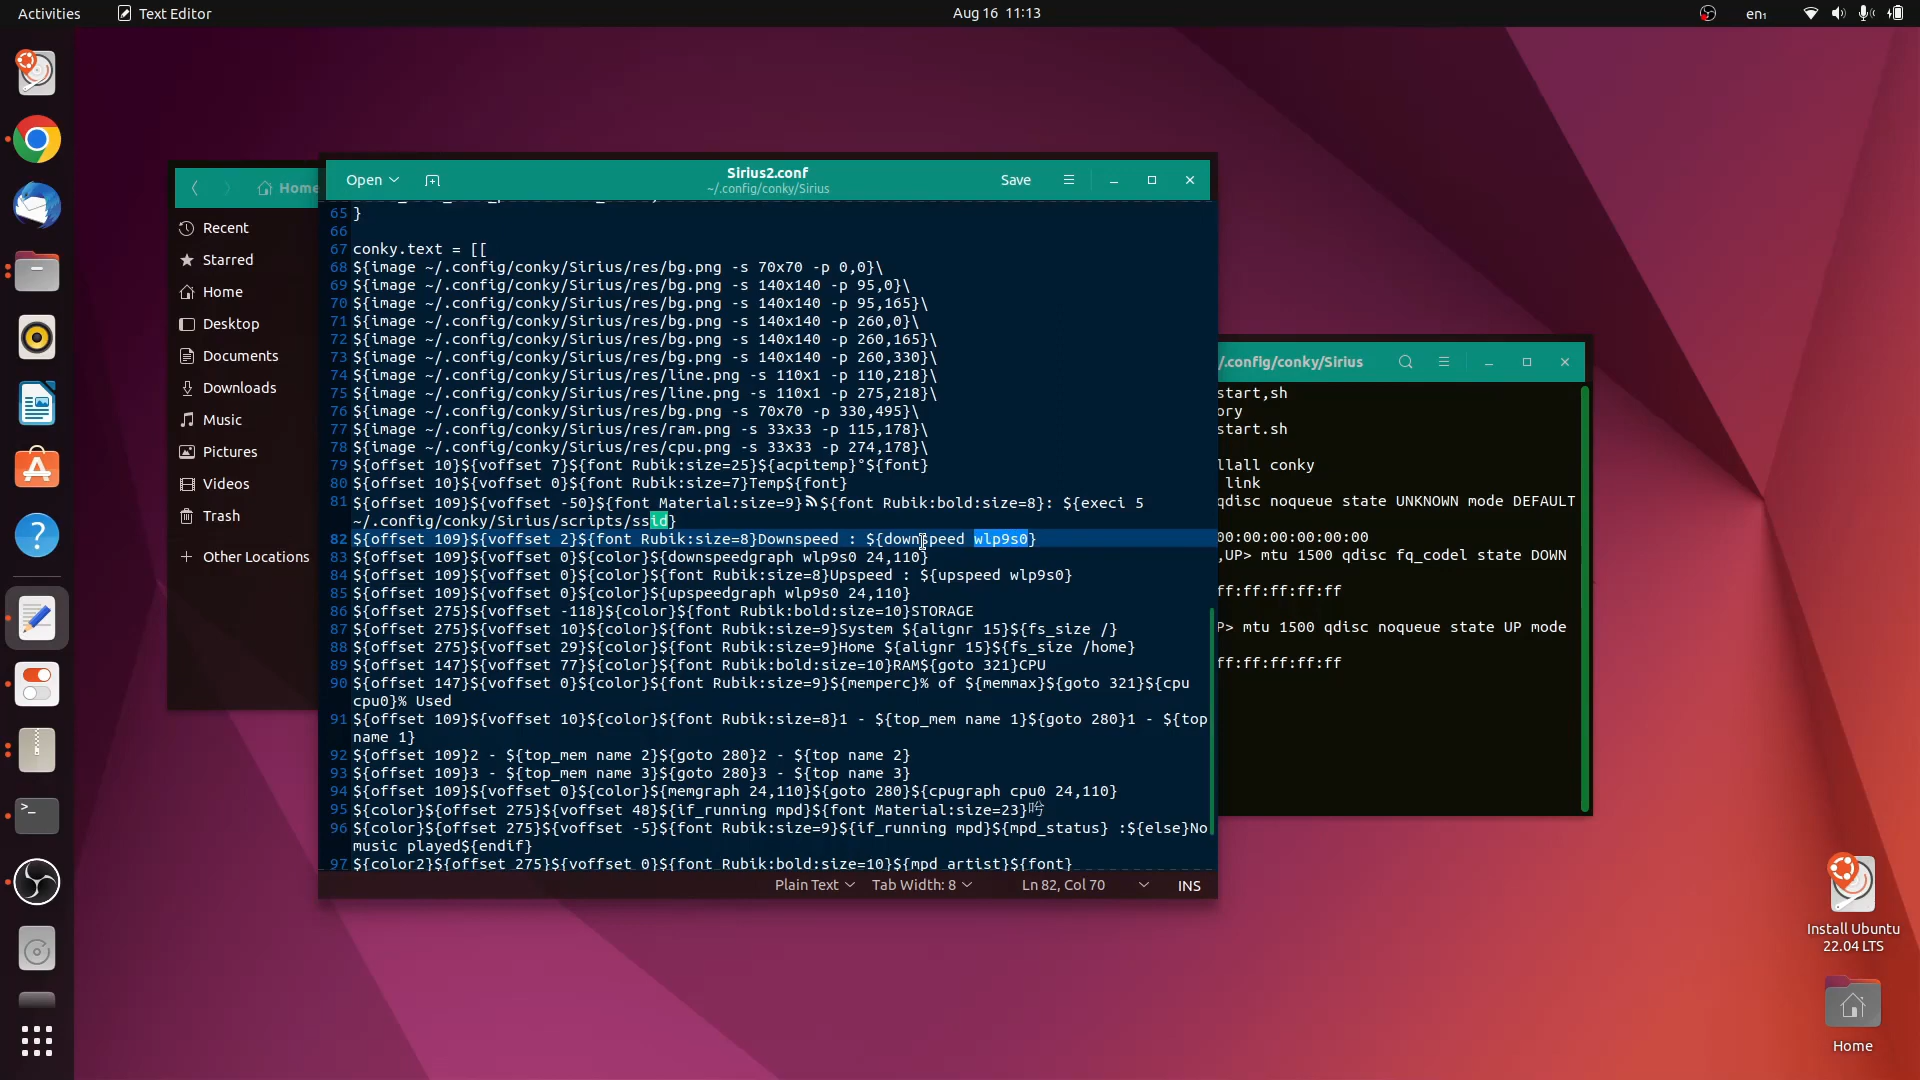 Activities
Text Editor
Aug 16 11:13
en₁
Home
Recent
Starred
Home
Desktop
Documents
Downloads
Music
Pictures
Videos
Trash
Other Locations
Open
Sirius2.conf
~/.config/conky/Sirius
Save
65 }
66
67 conky.text = [[
68 ${image ~/.config/conky/Sirius/res/bg.png -s 70x70 -p 0,0}\
69 ${image ~/.config/conky/Sirius/res/bg.png -s 140x140 -p 95,0}\
70 ${image ~/.config/conky/Sirius/res/bg.png -s 140x140 -p 95,165}\
71 ${image ~/.config/conky/Sirius/res/bg.png -s 140x140 -p 260,0}\
72 ${image ~/.config/conky/Sirius/res/bg.png -s 140x140 -p 260,165}\
73 ${image ~/.config/conky/Sirius/res/bg.png -s 140x140 -p 260,330}\
74 ${image ~/.config/conky/Sirius/res/line.png -s 110x1 -p 110,218}\
75 ${image ~/.config/conky/Sirius/res/line.png -s 110x1 -p 275,218}\
76 ${image ~/.config/conky/Sirius/res/bg.png -s 70x70 -p 330,495}\
77 ${image ~/.config/conky/Sirius/res/ram.png -s 33x33 -p 115,178}\
78 ${image ~/.config/conky/Sirius/res/cpu.png -s 33x33 -p 274,178}\
79 ${offset 10}${voffset 7}${font Rubik:size=25}${acpitemp}°${font}
80 ${offset 10}${voffset 0}${font Rubik:size=7}Temp${font}
81 ${offset 109}${voffset -50}${font Material:size=9}${font Rubik:bold:size=8}: ${execi 5
~/.config/conky/Sirius/scripts/ssid}
82 ${offset 109}${voffset 2}${font Rubik:size=8}Downspeed : ${downspeed wlp9s0}
83 ${offset 109}${voffset 0}${color}${downspeedgraph wlp9s0 24,110}
84 ${offset 109}${voffset 0}${color}${font Rubik:size=8}Upspeed : ${upspeed wlp9s0}
85 ${offset 109}${voffset 0}${color}${upspeedgraph wlp9s0 24,110}
86 ${offset 275}${voffset -118}${color}${font Rubik:bold:size=10}STORAGE
87 ${offset 275}${voffset 10}${color}${font Rubik:size=9}System ${alignr 15}${fs_size /}
88 ${offset 275}${voffset 29}${color}${font Rubik:size=9}Home ${alignr 15}${fs_size /home}
89 ${offset 147}${voffset 77}${color}${font Rubik:bold:size=10}RAM${goto 321}CPU
90 ${offset 147}${voffset 0}${color}${font Rubik:size=9}${memperc}% of ${memmax}${goto 321}${cpu
cpu0}% Used
91 ${offset 109}${voffset 10}${color}${font Rubik:size=8}1 - ${top_mem name 1}${goto 280}1 - ${top
name 1}
92 ${offset 109}2 - ${top_mem name 2}${goto 280}2 - ${top name 2}
93 ${offset 109}3 - ${top_mem name 3}${goto 280}3 - ${top name 3}
94 ${offset 109}${voffset 0}${color}${memgraph 24,110}${goto 280}${cpugraph cpu0 24,110}
95 ${color}${offset 275}${voffset 48}${if_running mpd}${font Material:size=23}
96 ${color}${offset 275}${voffset -5}${font Rubik:size=9}${if_running mpd}${mpd_status} :${else}No
music played${endif}
97 ${color2}${offset 275}${voffset 0}${font Rubik:bold:size=10}${mpd_artist}${font}
Plain Text
Tab Width: 8
Ln 82, Col 70
INS
/.config/conky/Sirius
start,sh
ory
start.sh
llall conky
link
qdisc noqueue state UNKNOWN mode DEFAULT
00:00:00:00:00:00
,UP> mtu 1500 qdisc fq_codel state DOWN
ff:ff:ff:ff:ff
P> mtu 1500 qdisc noqueue state UP mode
ff:ff:ff:ff:ff
Install Ubuntu
22.04 LTS
Home